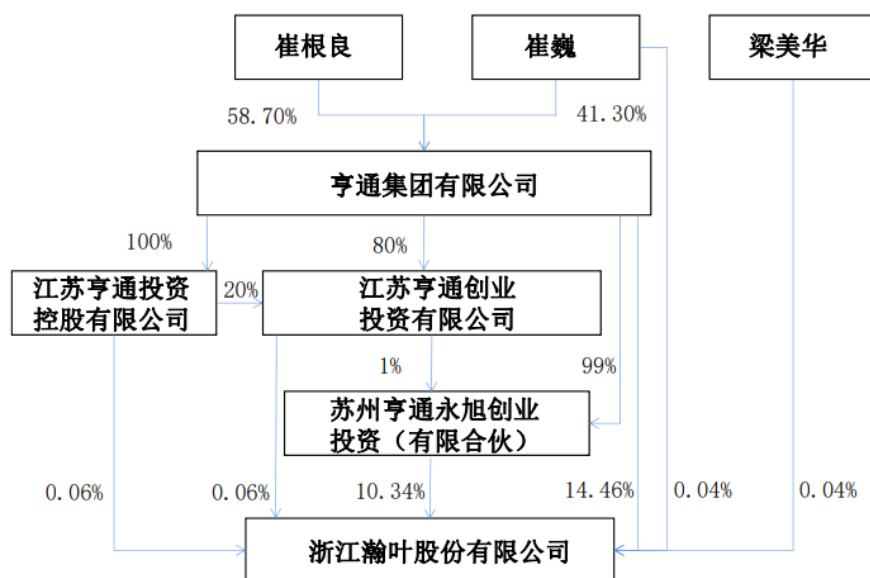 崔根良
崔巍
梁美华
58.70%
41.30%
亨通集团有限公司
100%
80%
江苏亨通投资
控股有限公司
20%
江苏亨通创业
投资有限公司
1%
99%
苏州亨通永旭创业
投资（有限合伙）
0.06%
0.06%
10.34%
14.46%
0.04%
0.04%
浙江瀚叶股份有限公司